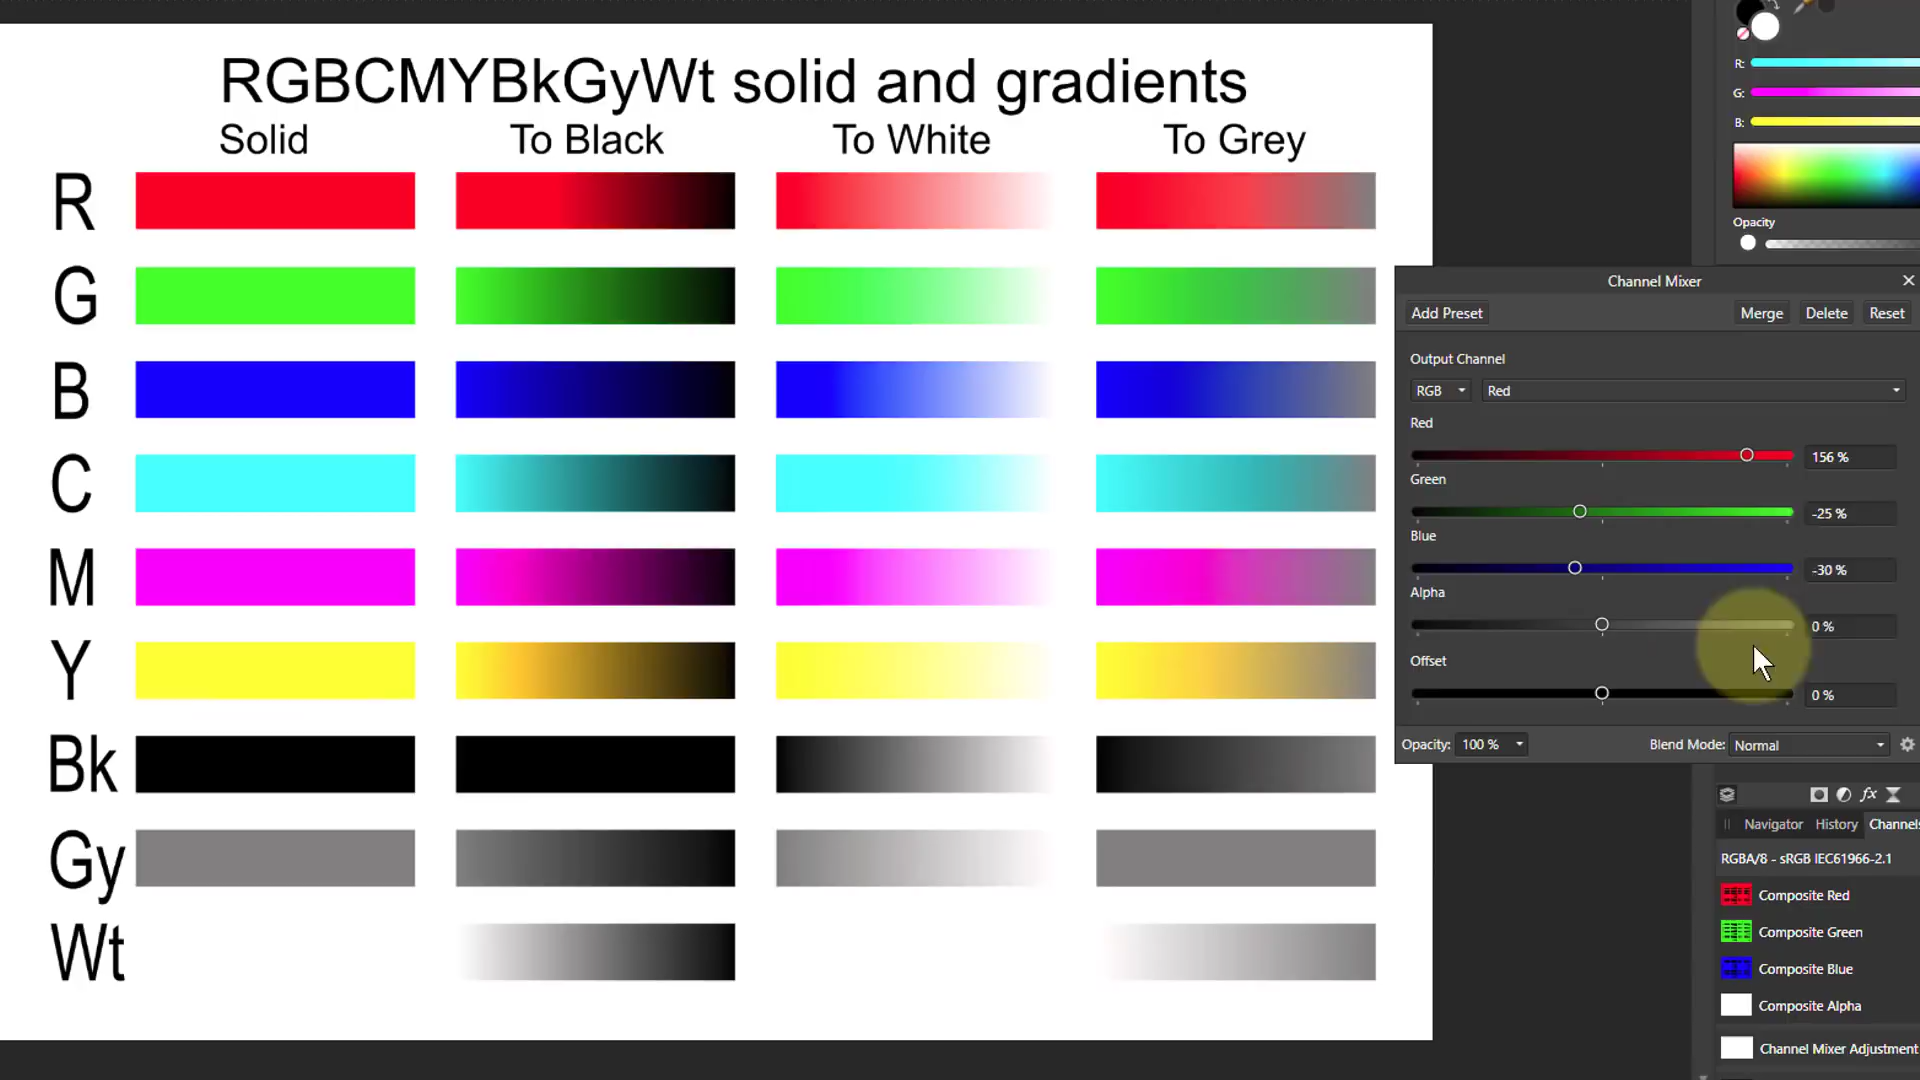 RGBCMYBkGyWt solid and gradients
Solid To Black To White To Grey
R
G
B
C
M
Y
Bk
Gy
Wt
R:
G:
B:
Opacity
Channel Mixer
Add Preset Merge Delete Reset
Output Channel
RGB Red
Red
156 %
Green
-25 %
Blue
-30 %
Alpha
0 %
Offset
0 %
Opacity: 100 % Blend Mode: Normal
fx
Navigator History Channels
RGBA/8 - sRGB IEC61966-2.1
Composite Red
Composite Green
Composite Blue
Composite Alpha
Channel Mixer Adjustment